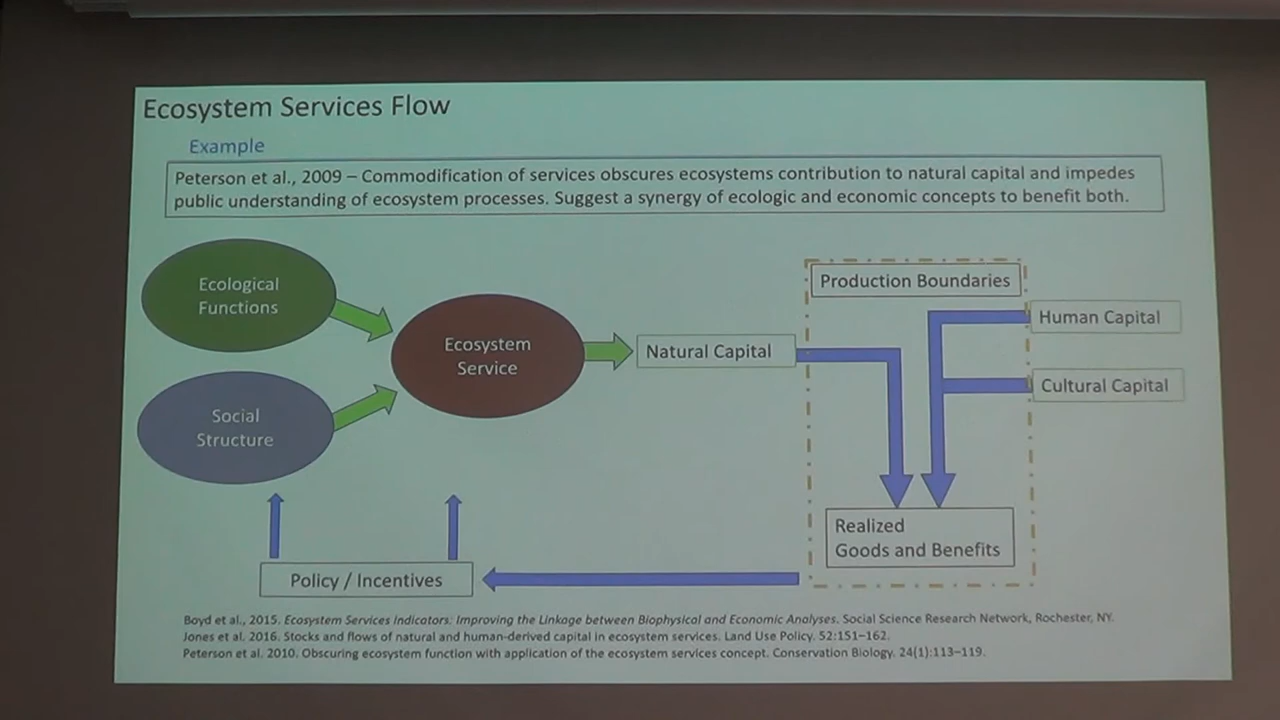 Ecosystem Services Flow
Example
Peterson et al., 2009 – Commodification of services obscures ecosystems contribution to natural capital and impedes
public understanding of ecosystem processes. Suggest a synergy of ecologic and economic concepts to benefit both.
Ecological
Functions
Social
Structure
Ecosystem
Service
Natural Capital
Production Boundaries
Human Capital
Cultural Capital
Realized
Goods and Benefits
Policy / Incentives
Boyd et al., 2015. Ecosystem Services Indicators: Improving the Linkage between Biophysical and Economic Analyses. Social Science Research Network, Rochester, NY.
Jones et al. 2016. Stocks and flows of natural and human-derived capital in ecosystem services. Land Use Policy. 52:151–162.
Peterson et al. 2010. Obscuring ecosystem function with application of the ecosystem services concept. Conservation Biology. 24(1):113–119.